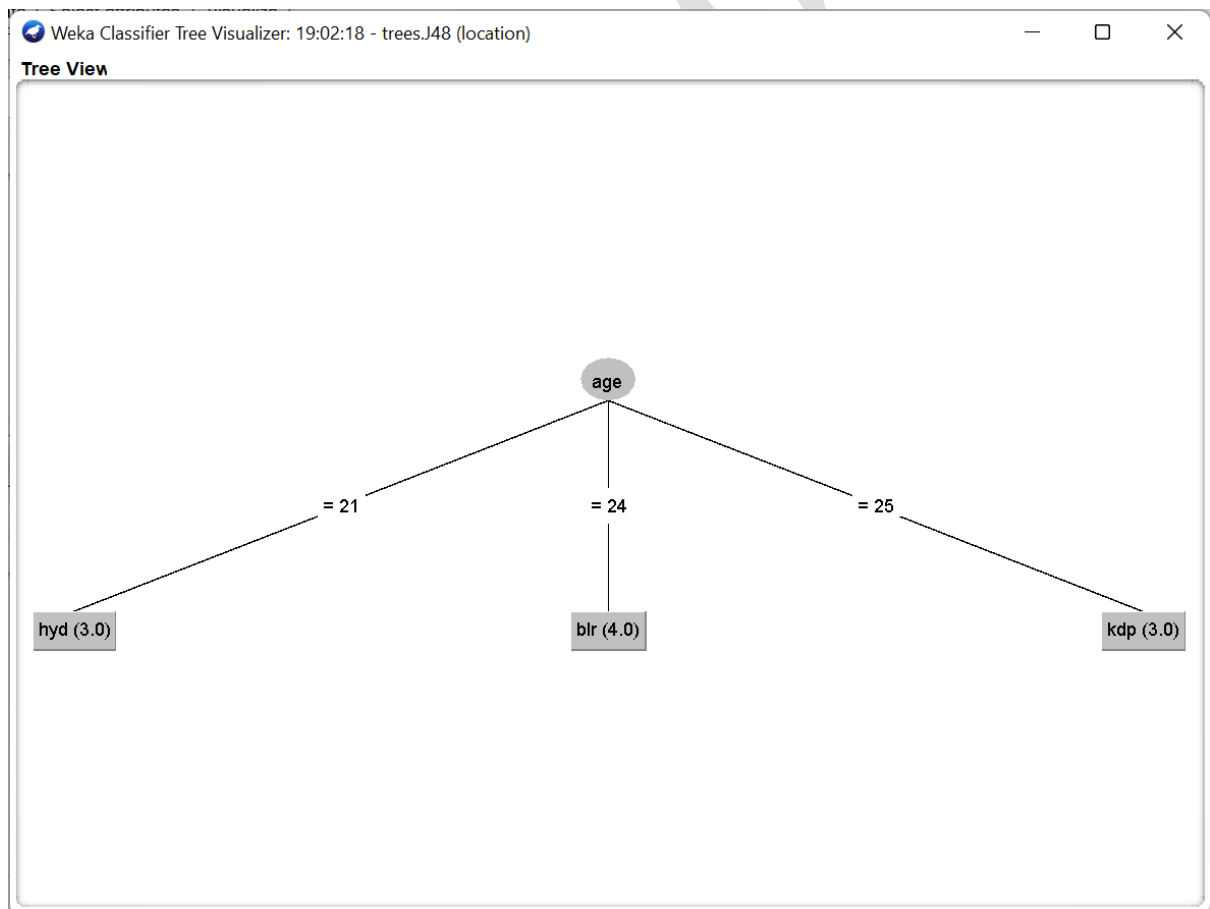 Weka Classifier Tree Visualizer: 19:02:18 - trees.J48 (location)
Tree View
age
= 21
= 24
= 25
hyd (3.0)
blr (4.0)
kdp (3.0)